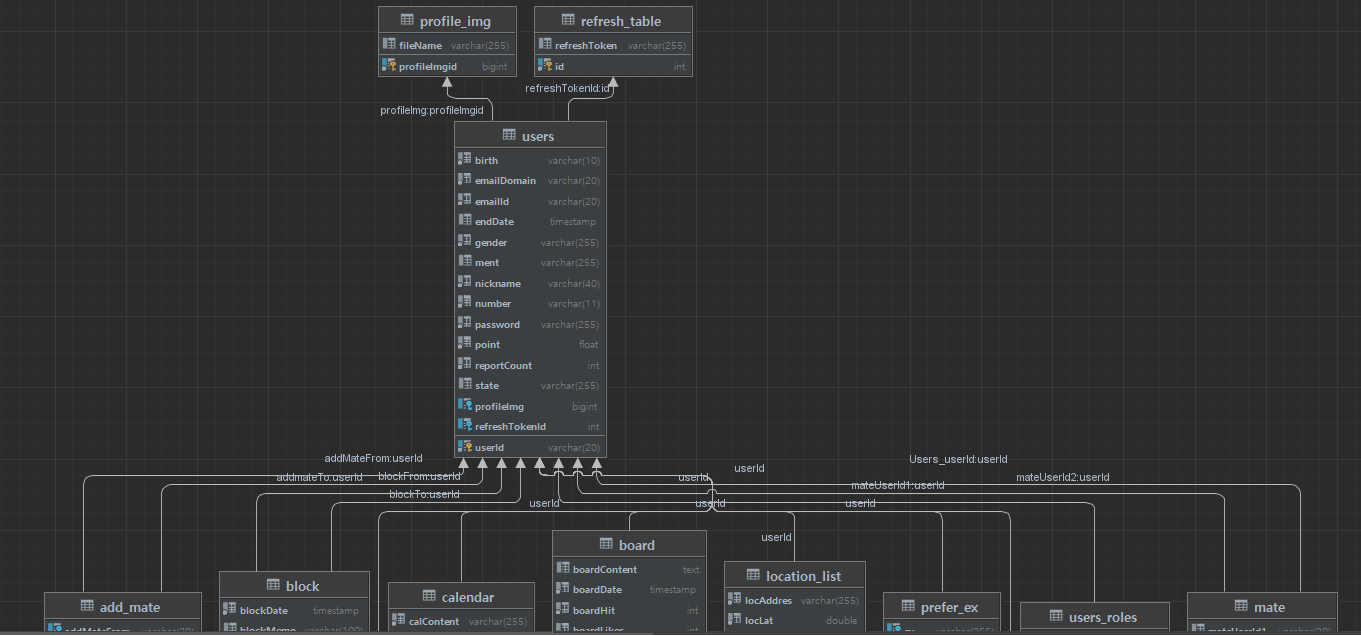 profile_img
refresh_table
fileName varchar(255)
refreshToken varchar(255)
profileImgid bigint
id int
refreshTokenId:id
profileImg:profileImgid
users
birth varchar(10)
emailDomain varchar(20)
emailId varchar(20)
endDate timestamp
gender varchar(255)
ment varchar(255)
nickname varchar(40)
number varchar(11)
password varchar(255)
point float
reportCount int
state varchar(255)
profileImg bigint
refreshTokenId int
userId varchar(20)
addMateFrom:userId
Users_userId:userId
userId
addmateTo:userId
blockFrom:userId
userId
mateUserId2:userId
mateUserId1:userId
blockTo:userId
userId
userId
userId
userId
board
boardContent text
boardDate timestamp
boardHit int
boardLikes int
block
blockDate timestamp
blockMemo varchar(100)
location_list
locAddres varchar(255)
locLat double
calendar
calContent varchar(255)
add_mate
addMateFrom varchar(20)
prefer_ex
varchar(255)
users_roles
mate
mateUserId1 varchar(20)